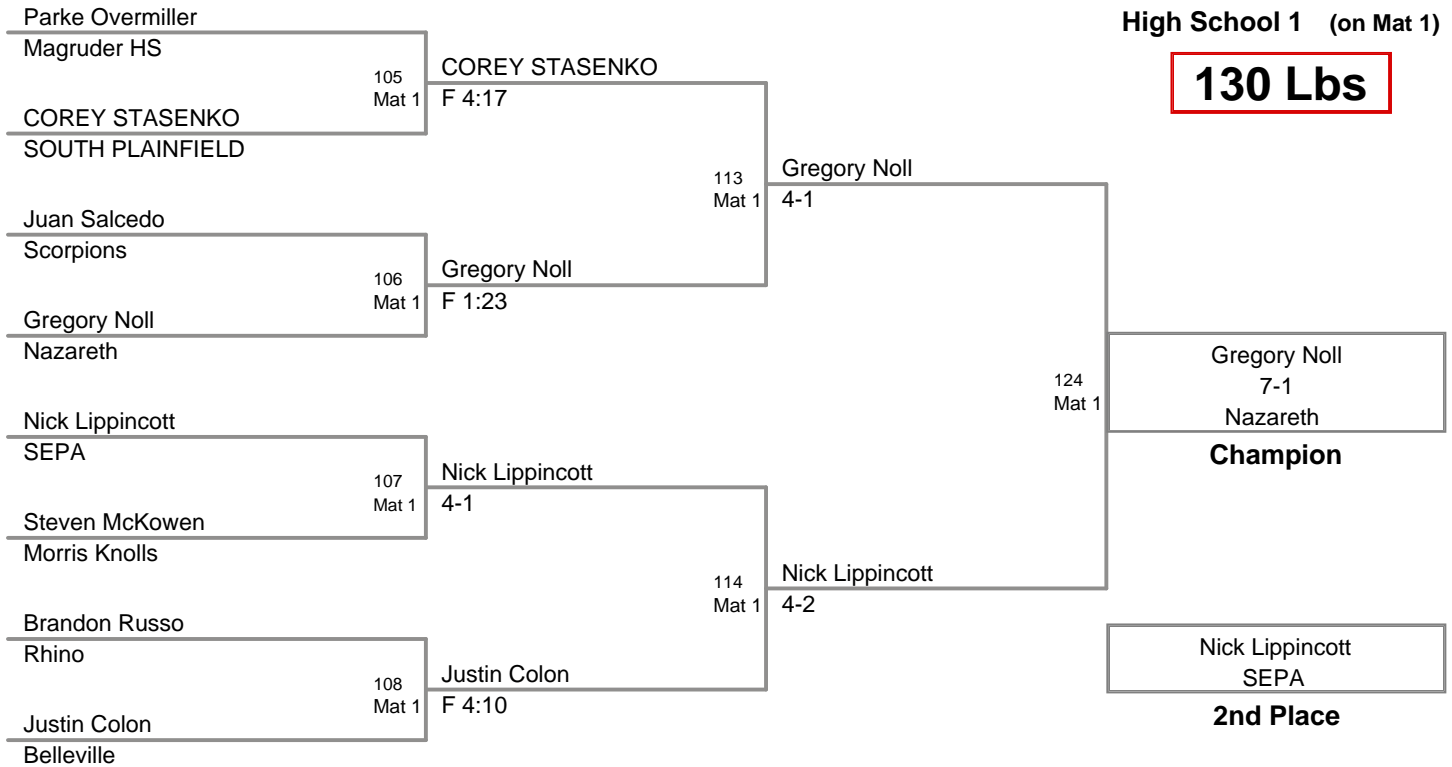 Parke Overmiller
Magruder HS
High School 1 (on Mat 1)
130 Lbs
105
Mat 1
COREY STASENKO
F 4:17
COREY STASENKO
SOUTH PLAINFIELD
113
Mat 1
Gregory Noll
4-1
Juan Salcedo
Scorpions
106
Mat 1
Gregory Noll
F 1:23
Gregory Noll
Nazareth
124
Mat 1
Gregory Noll
7-1
Nazareth
Champion
Nick Lippincott
SEPA
107
Mat 1
Nick Lippincott
4-1
Steven McKowen
Morris Knolls
114
Mat 1
Nick Lippincott
4-2
Brandon Russo
Rhino
108
Mat 1
Justin Colon
F 4:10
Justin Colon
Belleville
Nick Lippincott
SEPA
2nd Place